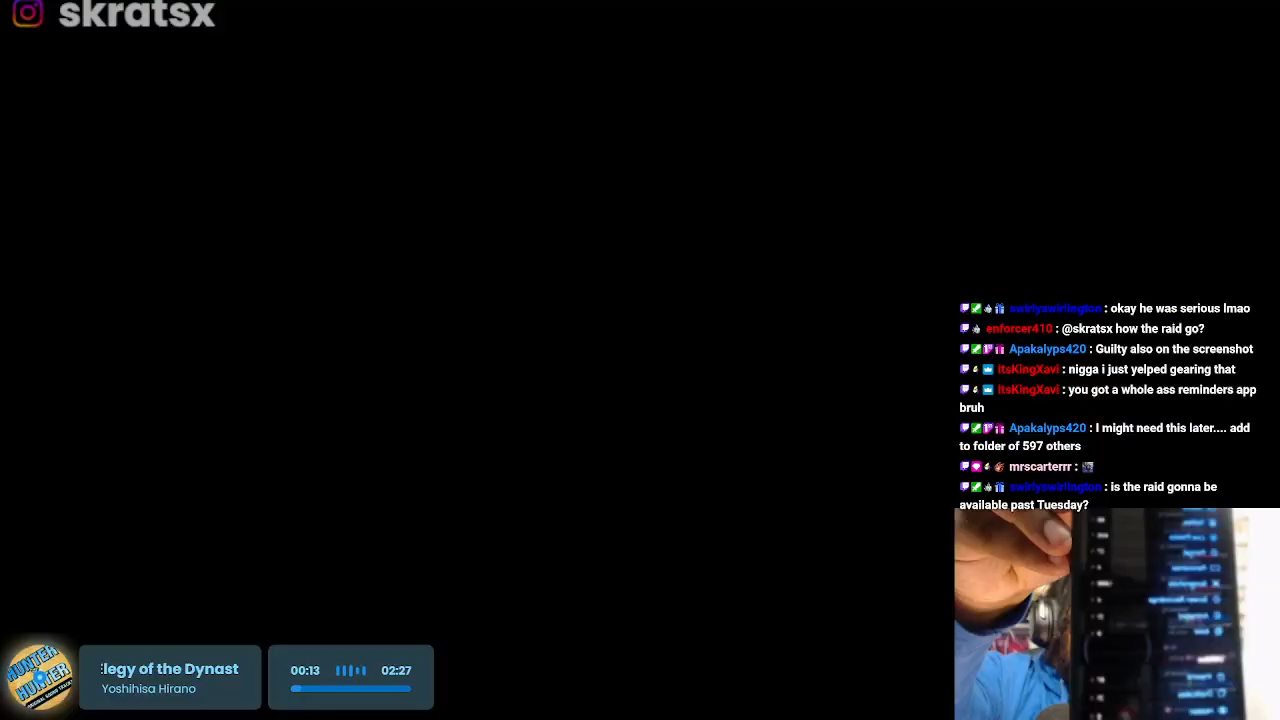 skratsx
swirlyswirlington : okay he was serious lmao
enforcer410 : @skratsx how the raid go?
Apakalyps420 : Guilty also on the screenshot
ItsKingXavi : nigga i just yelped gearing that
ItsKingXavi : you got a whole ass reminders app
bruh
Apakalyps420 : I might need this later.... add
to folder of 597 others
mrscarterrr :
swirlyswirlington : is the raid gonna be
available past Tuesday?
HUNTER
HUNTER
ORIGINAL SOUND TRACK
legy of the Dynast
Yoshihisa Hirano
00:13
02:27